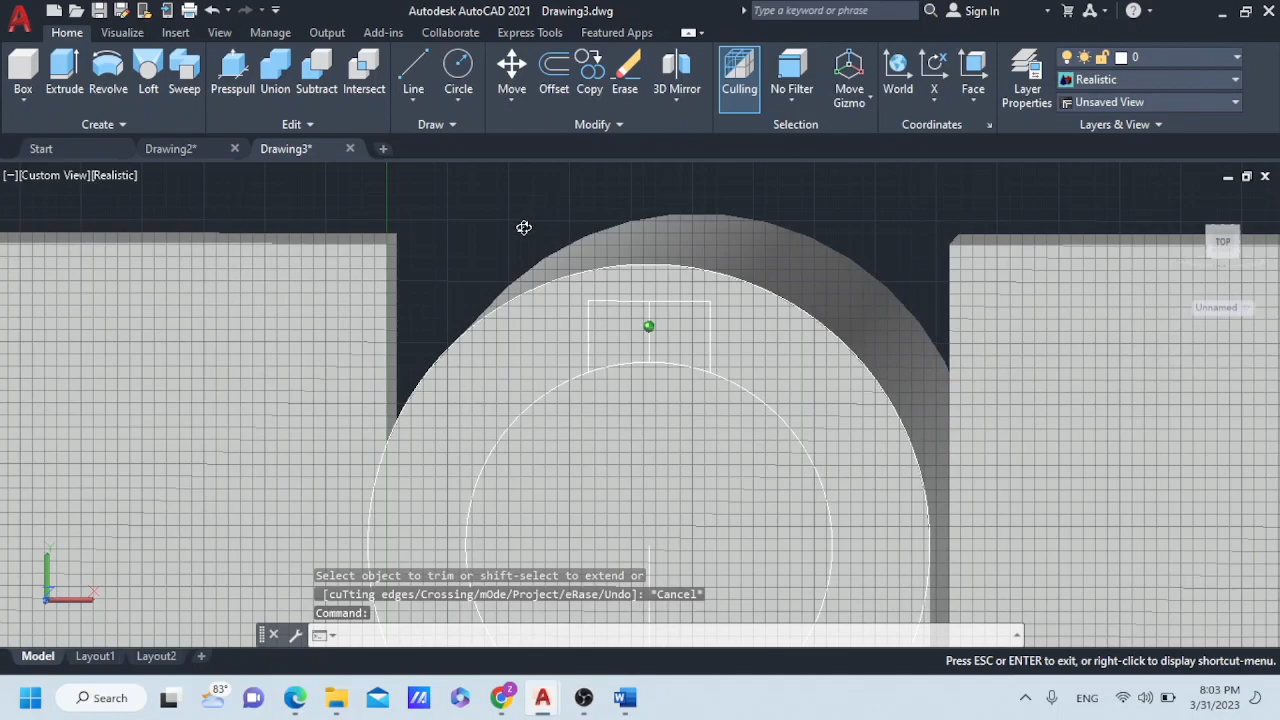 Autodesk AutoCAD 2021 Drawing3.dwg
Type a keyword or phrase
Sign In
Home Visualize Insert View Manage Output Add-ins Collaborate Express Tools Featured Apps
Box Extrude Revolve Loft Sweep
Presspull Union Subtract Intersect
Line Circle
Move Offset Copy Erase 3D Mirror
Culling No Filter Move Gizmo
World X Face
Layer Properties
0
Realistic
Unsaved View
Create Edit Draw Modify Selection Coordinates Layers & View
Start Drawing2* Drawing3*
[−][Custom View][Realistic]
TOP
Unnamed
Y
X
Select object to trim or shift-select to extend or
[cuTting edges/Crossing/mOde/Project/eRase/Undo]: *Cancel*
Command:
Model Layout1 Layout2
Press ESC or ENTER to exit, or right-click to display shortcut-menu.
Search
83°
ENG
8:03 PM
3/31/2023